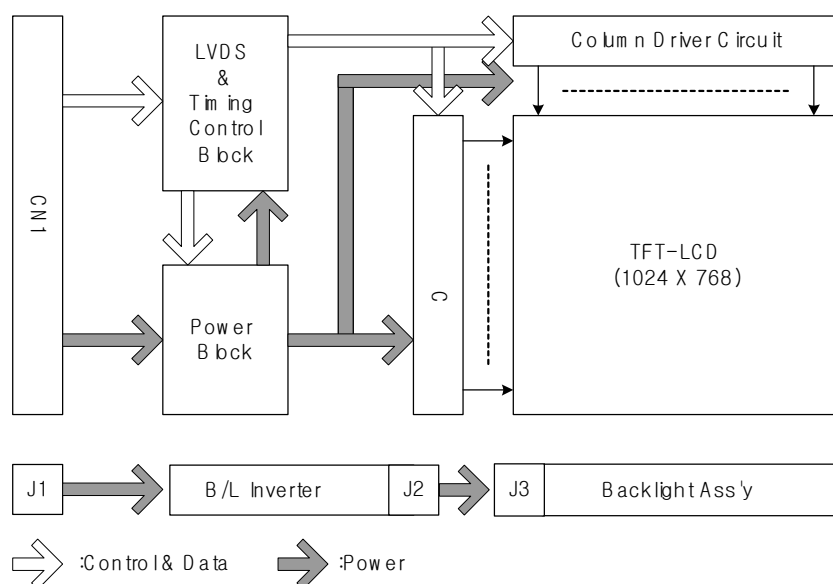 LVDS
&
Timing
Control
Block
Column Driver Circuit
CN1
C
TFT-LCD
(1024 X 768)
Power
Block
J1
B/L Inverter
J2
J3
Backlight Ass'y
:Control & Data
:Power